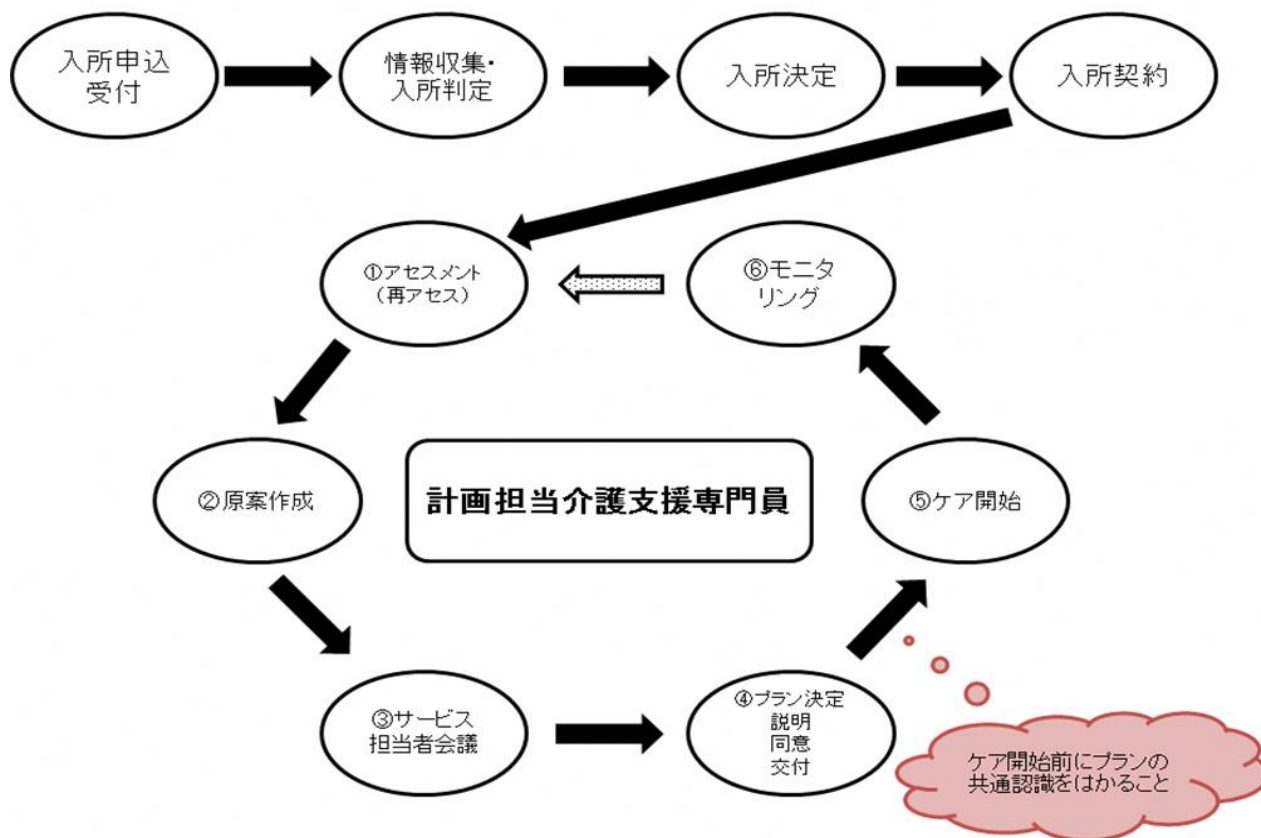 入所申込
受付
情報収集・
入所判定
入所決定
入所契約
①アセスメント
（再アセス）
⑥モニタ
リング
②原案作成
計画担当介護支援専門員
⑤ケア開始
③サービス
担当者会議
④プラン決定
説明
同意
交付
ケア開始前にプランの
共通認識をはかること